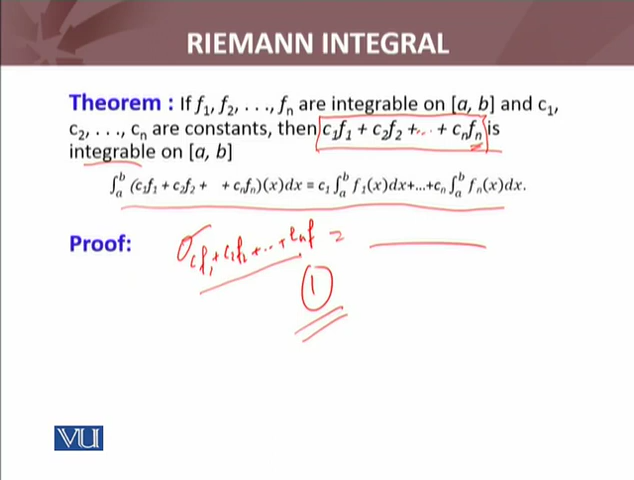 RIEMANN INTEGRAL
Theorem : If f₁, f₂, . . ., fₙ are integrable on [a, b] and c₁,
c₂, . . ., cₙ are constants, then c₁f₁ + c₂f₂ +... + cₙfₙ is
integrable on [a, b]
∫ₐᵇ (c₁f₁ + c₂f₂ + + cₙfₙ)(x)dx = c₁ ∫ₐᵇ f₁(x)dx+...+cₙ ∫ₐᵇ fₙ(x)dx.
Proof:
σ =
1
VU